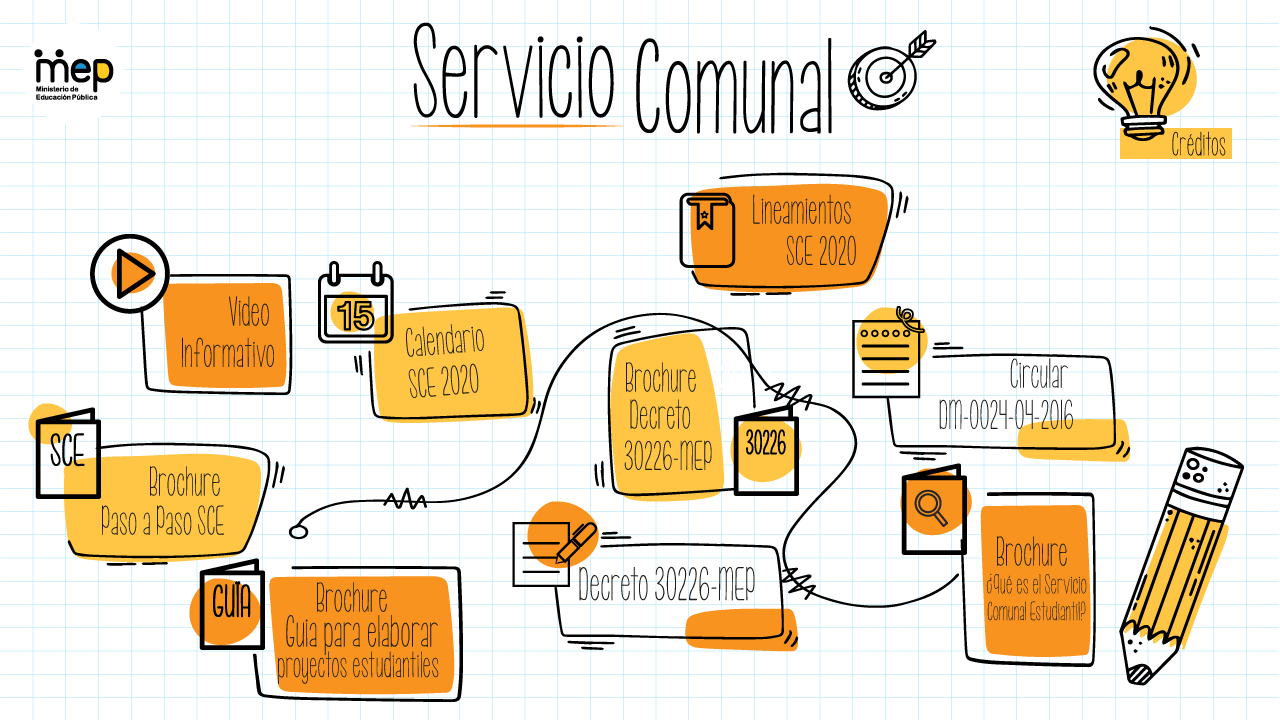 mep
Ministerio de
Educación Pública
Servicio Comunal
Créditos
Lineamientos
SCE 2020
Video
Informativo
15
Calendario
SCE 2020
Brochure
Decreto
30226-MEP
30226
Circular
DM-0024-04-2016
SCE
Brochure
Paso a Paso SCE
GUÍA
Brochure
Guía para elaborar
proyectos estudiantiles
Decreto 30226-MEP
Brochure
¿Qué es el Servicio
Comunal Estudiantil?